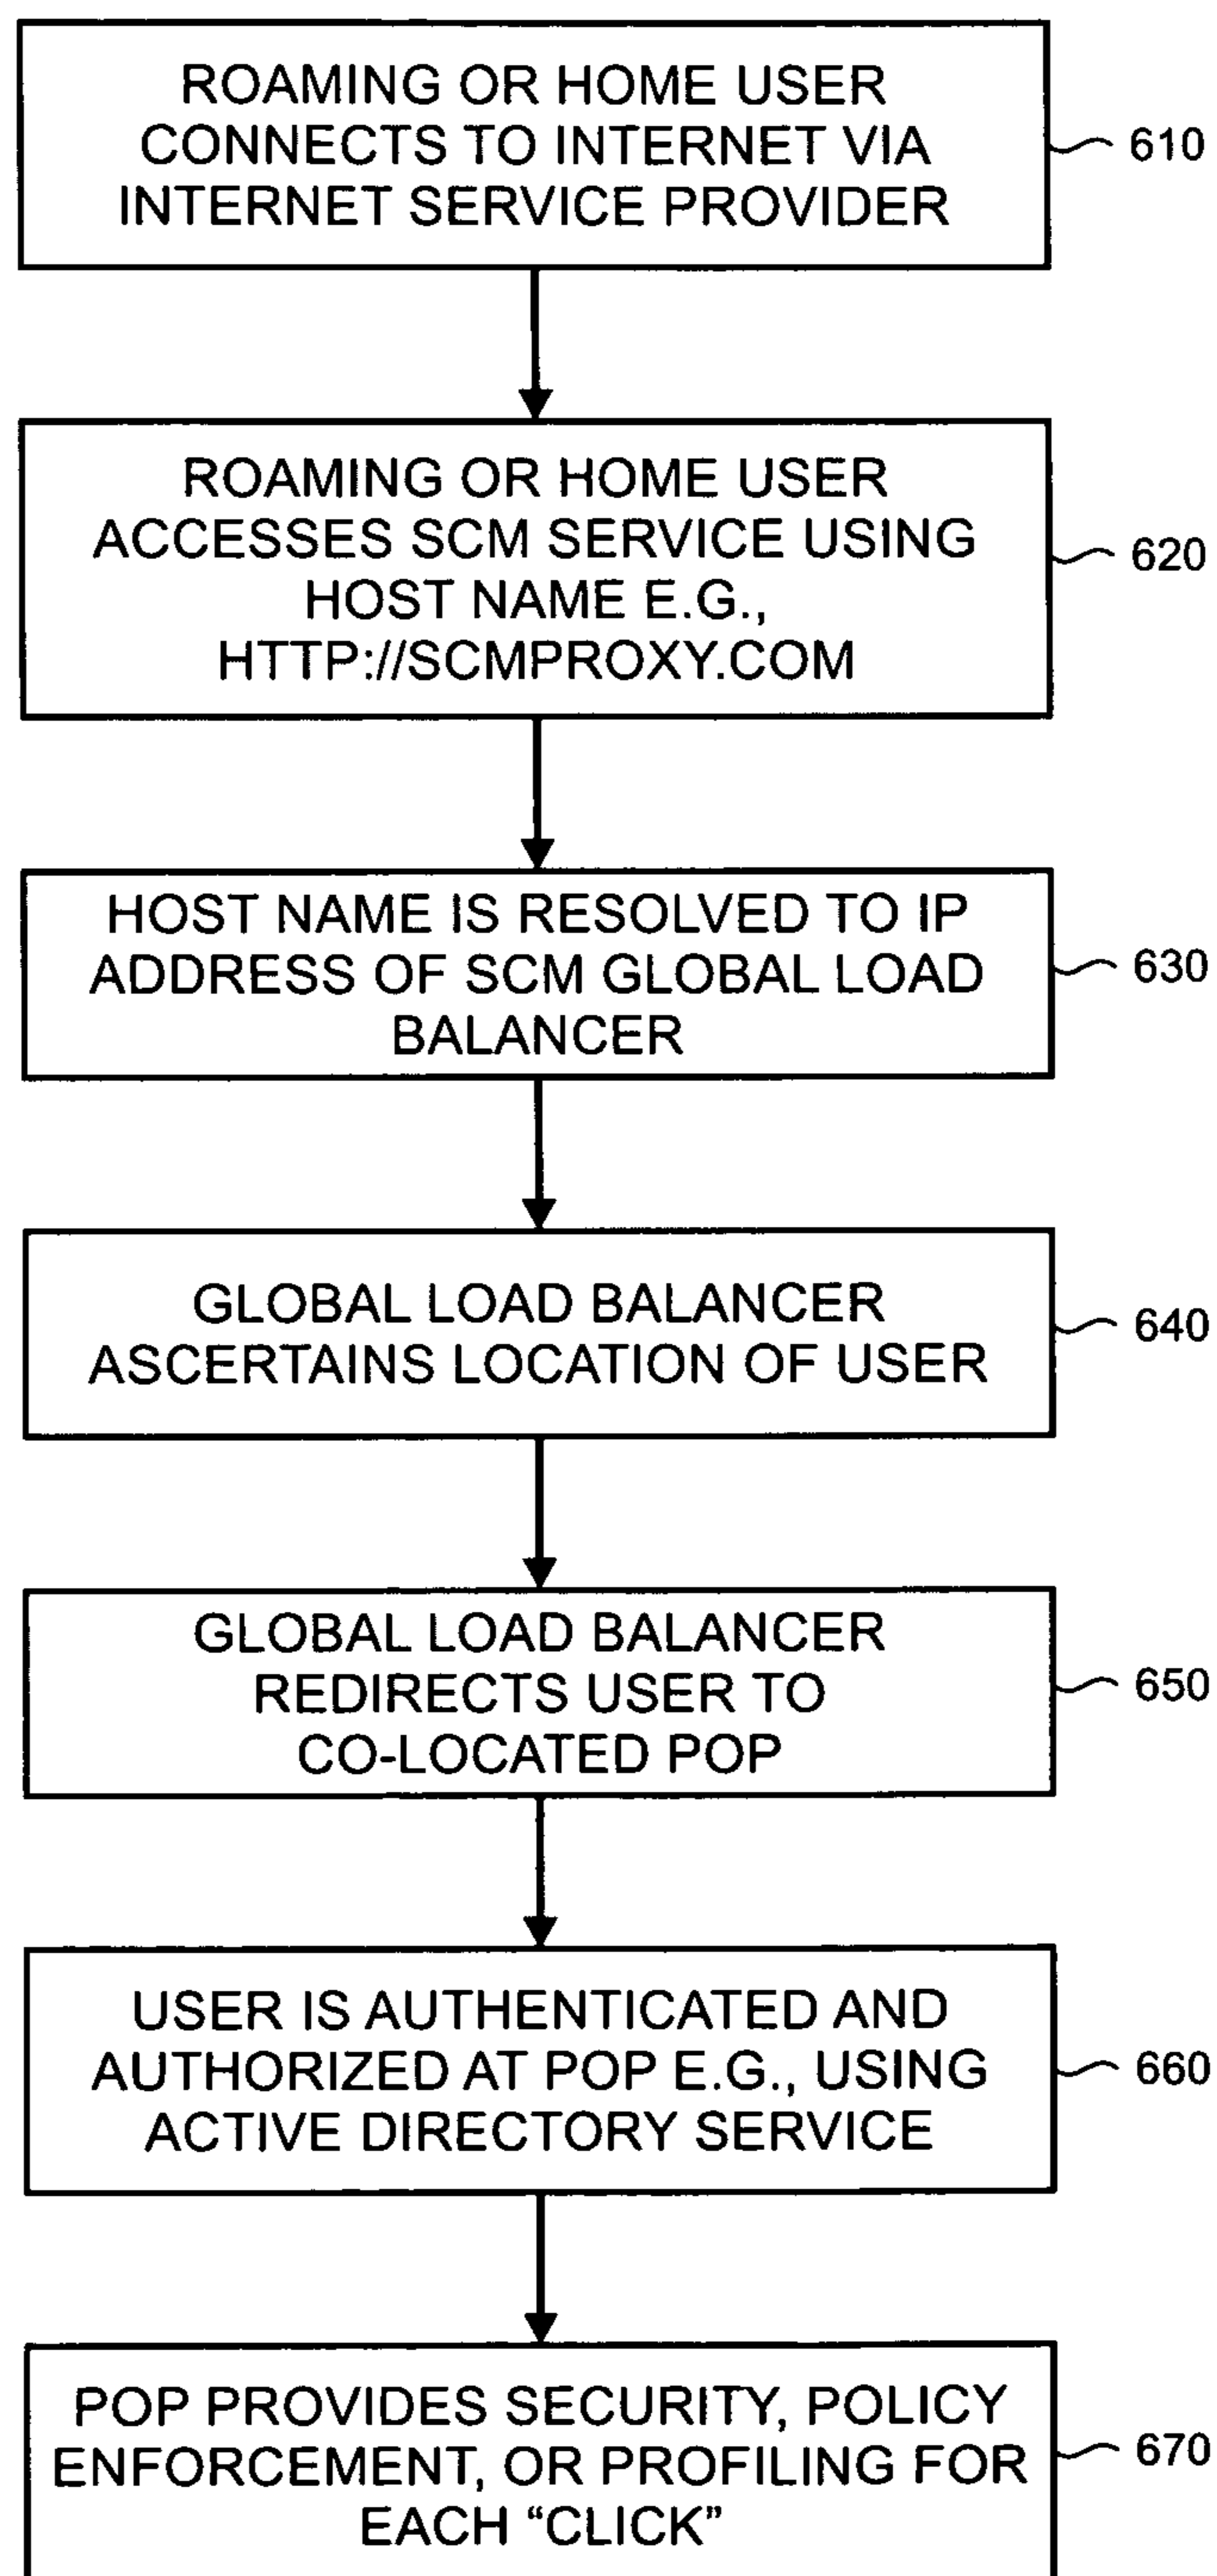 ROAMING OR HOME USER
CONNECTS TO INTERNET VIA
INTERNET SERVICE PROVIDER
610
ROAMING OR HOME USER
ACCESSES SCM SERVICE USING
HOST NAME E.G.,
HTTP://SCMPROXY.COM
620
HOST NAME IS RESOLVED TO IP
ADDRESS OF SCM GLOBAL LOAD
BALANCER
630
GLOBAL LOAD BALANCER
ASCERTAINS LOCATION OF USER
640
GLOBAL LOAD BALANCER
REDIRECTS USER TO
CO-LOCATED POP
650
USER IS AUTHENTICATED AND
AUTHORIZED AT POP E.G., USING
ACTIVE DIRECTORY SERVICE
660
POP PROVIDES SECURITY, POLICY
ENFORCEMENT, OR PROFILING FOR
EACH “CLICK”
670